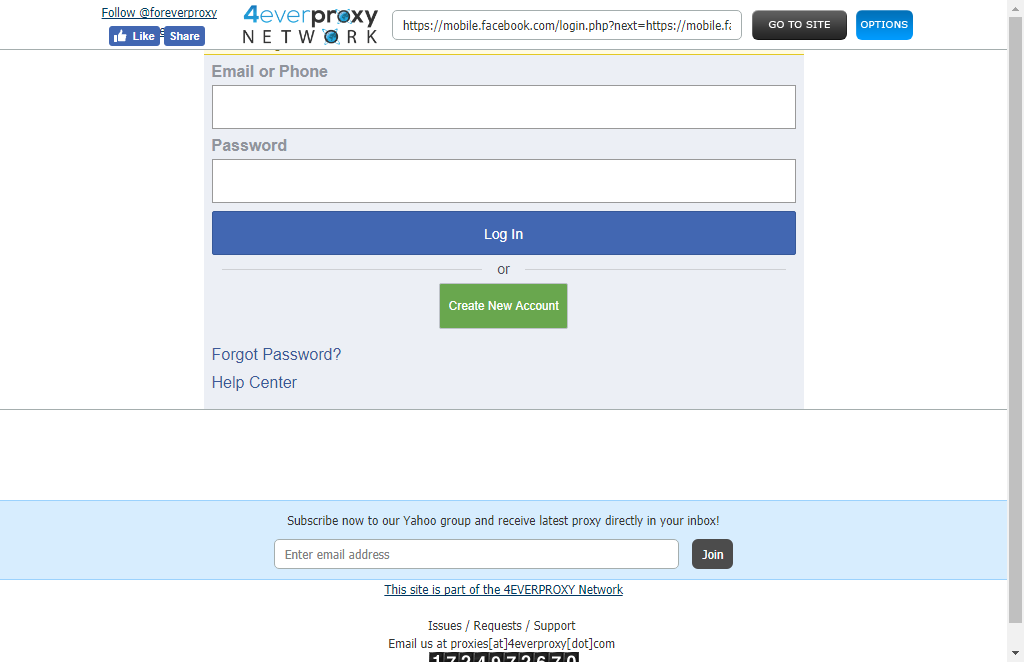 Follow @foreverproxy
Like Share
4everproxy
NETWORK
https://mobile.facebook.com/login.php?next=https://mobile.fa
GO TO SITE
OPTIONS
Email or Phone
Password
Log In
or
Create New Account
Forgot Password?
Help Center
Subscribe now to our Yahoo group and receive latest proxy directly in your inbox!
Enter email address
Join
This site is part of the 4EVERPROXY Network
Issues / Requests / Support
Email us at proxies[at]4everproxy[dot]com